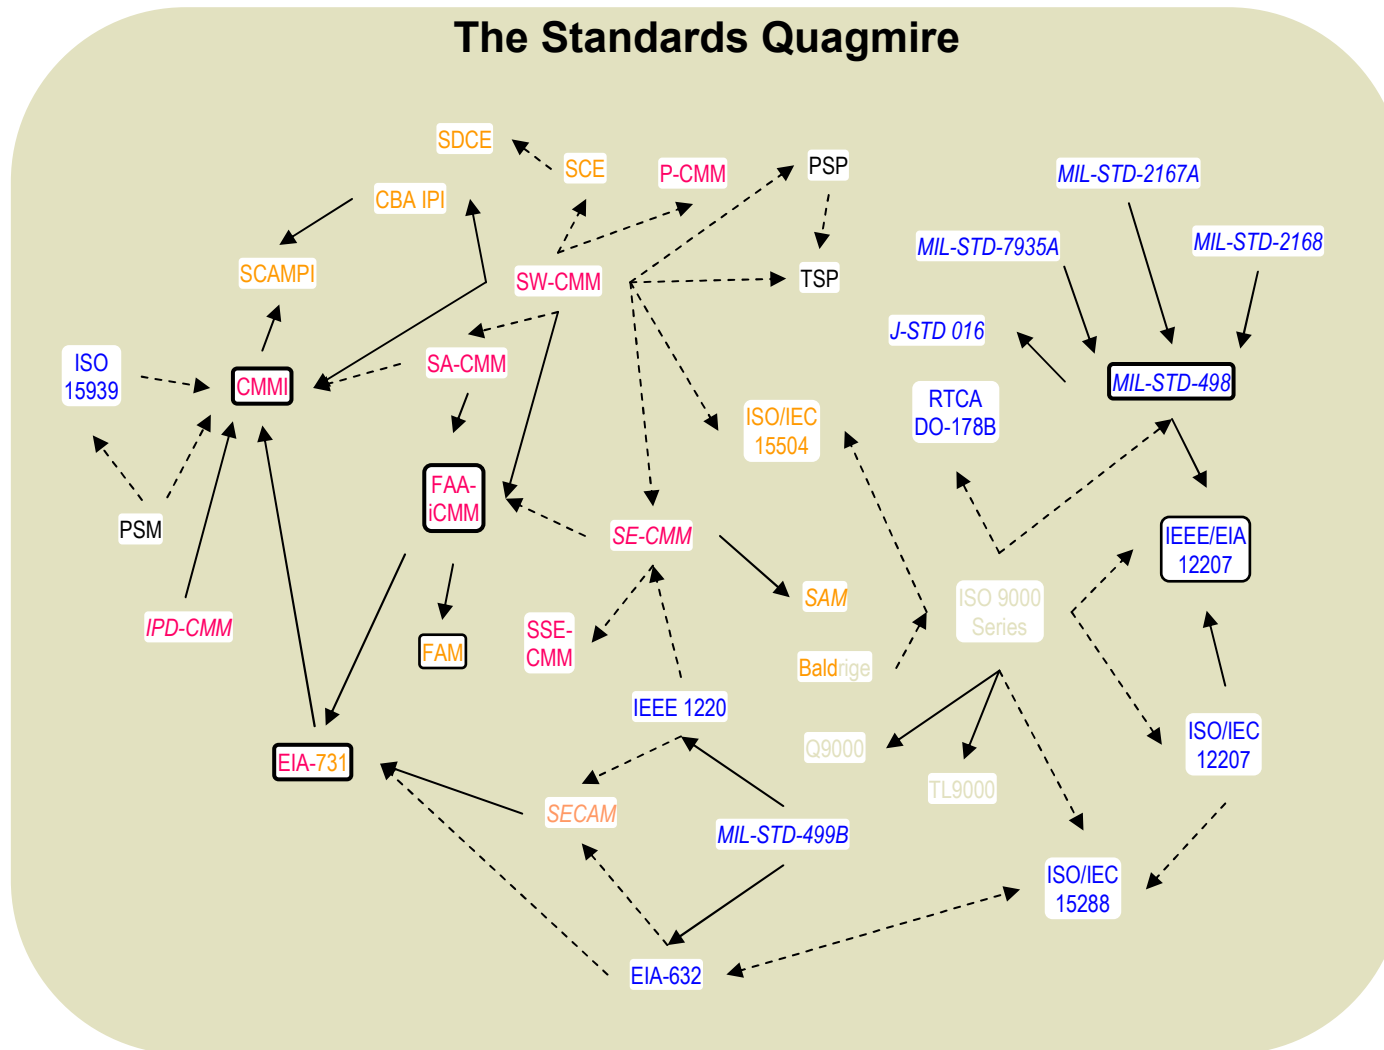 The Standards Quagmire
SDCE
SCE
P-CMM
PSP
MIL-STD-2167A
CBA IPI
MIL-STD-7935A
MIL-STD-2168
SCAMPI
SW-CMM
TSP
J-STD 016
ISO
15939
CMMI
SA-CMM
MIL-STD-498
RTCA
DO-178B
ISO/IEC
15504
FAA-
iCMM
PSM
SE-CMM
IEEE/EIA
12207
IPD-CMM
SAM
ISO 9000
Series
FAM
SSE-
CMM
Baldrige
IEEE 1220
EIA-731
Q9000
ISO/IEC
12207
TL9000
SECAM
MIL-STD-499B
ISO/IEC
15288
EIA-632